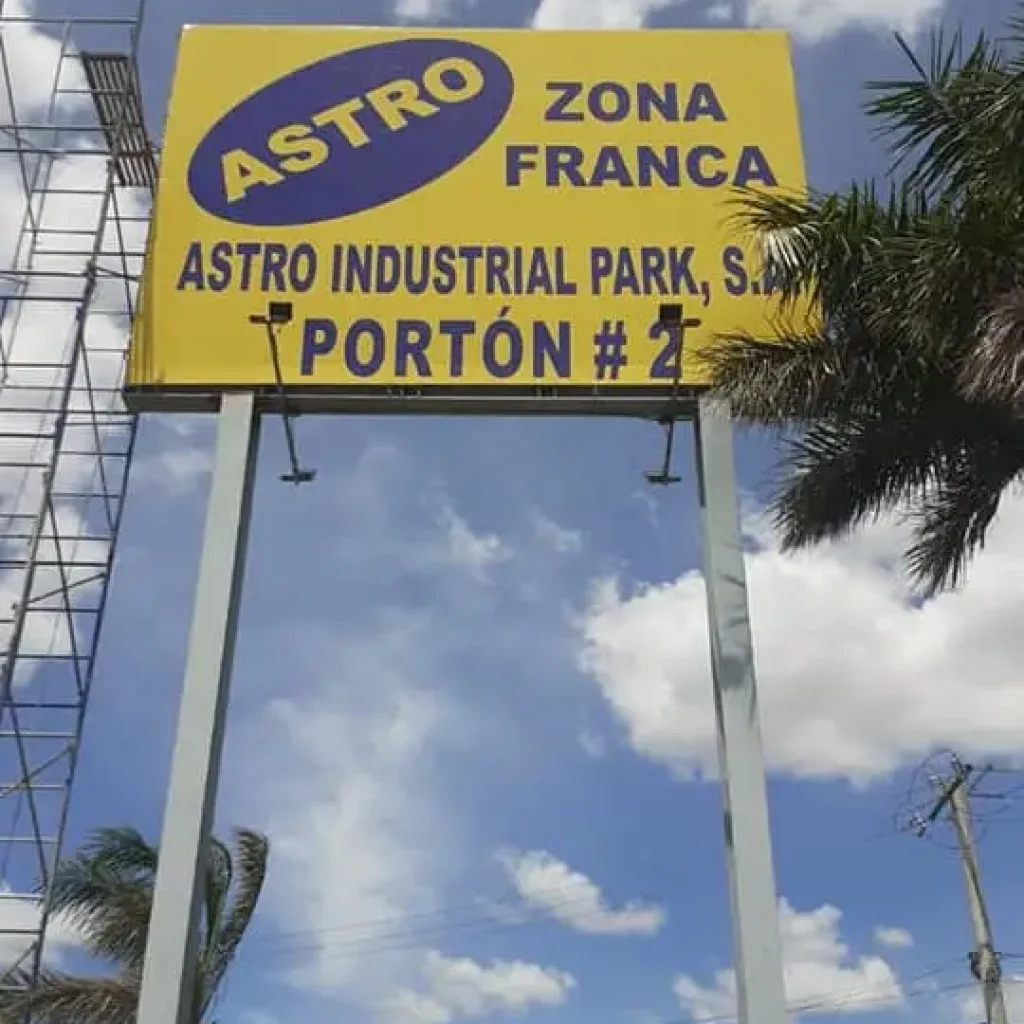 ASTRO
ZONA
FRANCA
ASTRO INDUSTRIAL PARK, S.A.
PORTÓN # 2